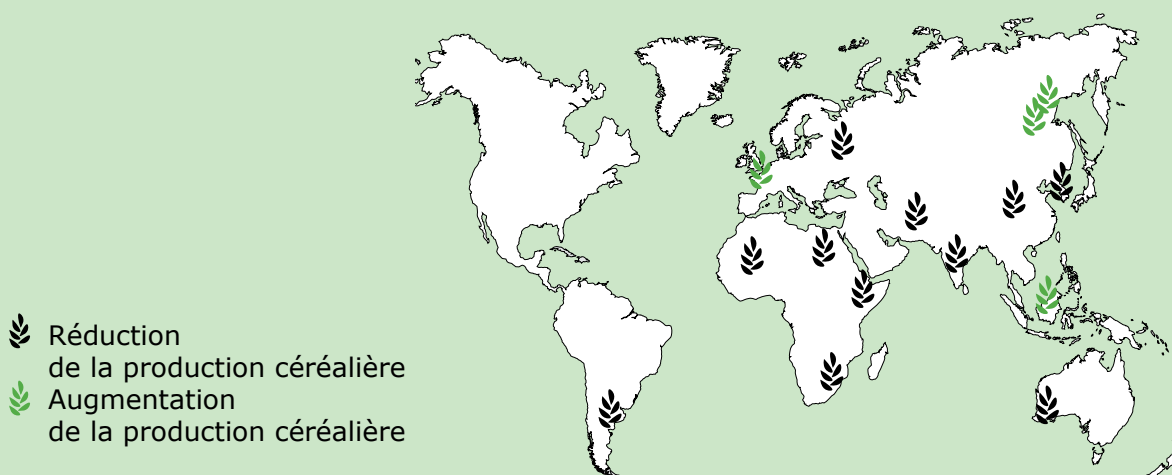 Réduction
de la production céréalière
Augmentation
de la production céréalière